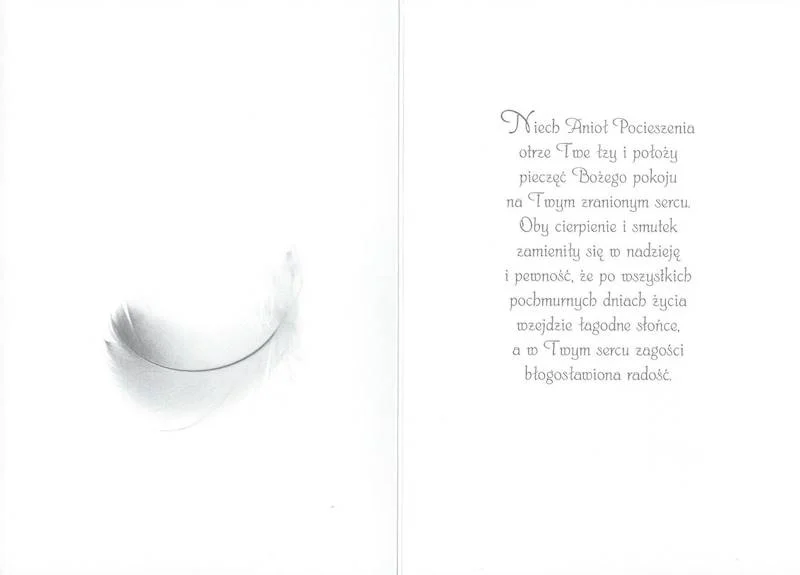 Niech Anioł Pocieszenia
otrze Twe łzy i położy
pieczęć Bożego pokoju
na Twym zranionym sercu.
Oby cierpienie i smutek
zamieniły się w nadzieję
i pewność, że po wszystkich
pochmurnych dniach życia
wzejdzie łagodne słońce,
a w Twym sercu zagości
błogosławiona radość.